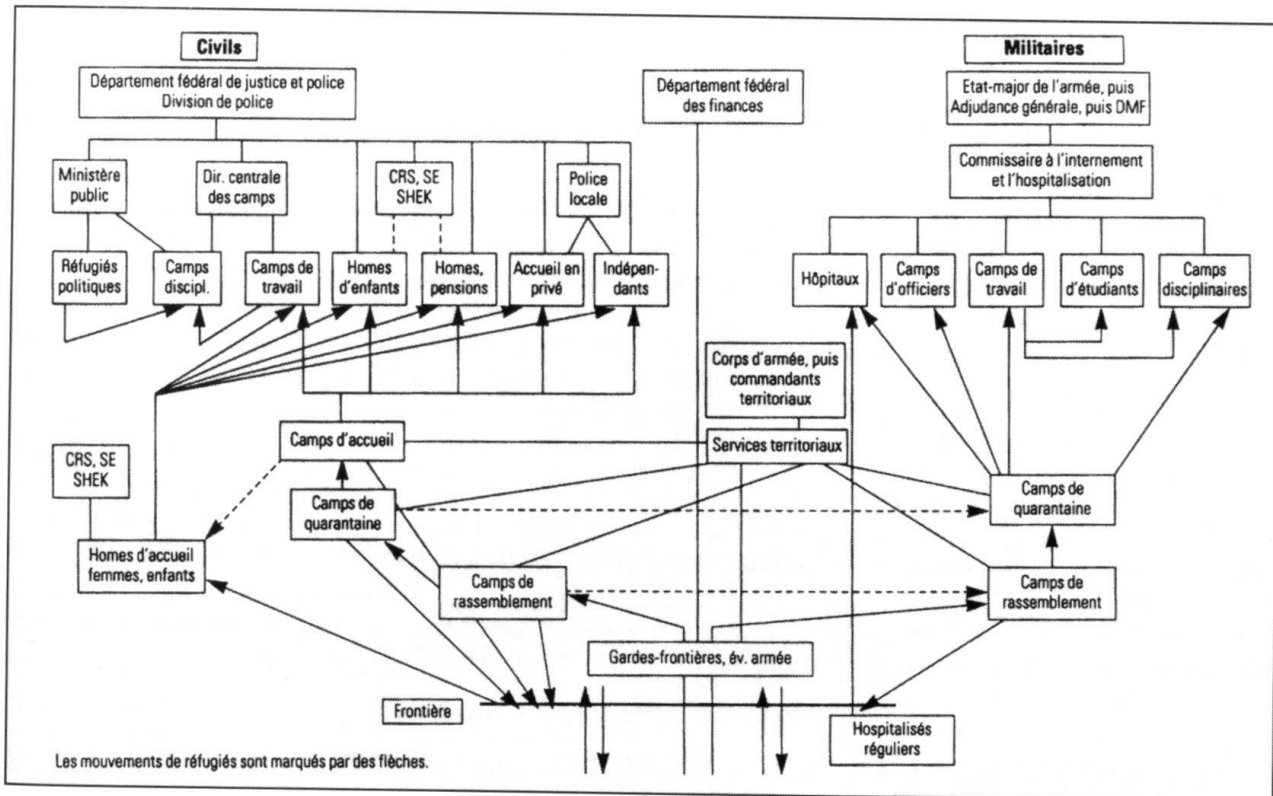 Civils
Département fédéral de justice et police
Division de police
Département fédéral
des finances
Militaires
Etat-major de l'armée, puis
Adjudance générale, puis DMF
Ministère
public
Dir. centrale
des camps
CRS, SE
SHEK
Police
locale
Commissaire à l'internement
et l'hospitalisation
Réfugiés
politiques
Camps
discipl.
Camps de
travail
Homes
d'enfants
Homes,
pensions
Accueil en
privé
Indépen-
dants
Hôpitaux
Camps
d'officiers
Camps de
travail
Camps
d'étudiants
Camps
disciplinaires
Corps d'armée, puis
commandants
territoriaux
Camps d'accueil
Services territoriaux
CRS, SE
SHEK
Camps de
quarantaine
Camps de
quarantaine
Homes d'accueil
femmes, enfants
Camps de
rassemblement
Camps de
rassemblement
Gardes-frontières, év. armée
Frontière
Hospitalisés
réguliers
Les mouvements de réfugiés sont marqués par des flèches.